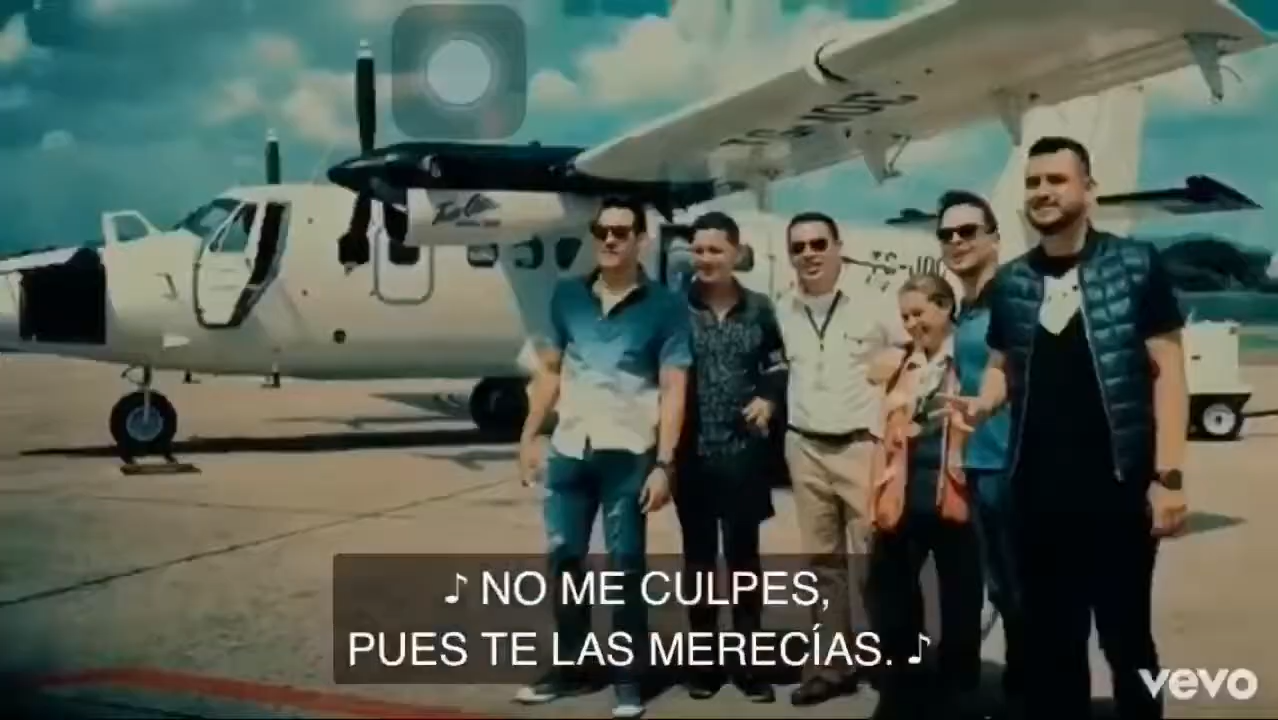 ♪ NO ME CULPES,
PUES TE LAS MERECÍAS. ♪
vevo